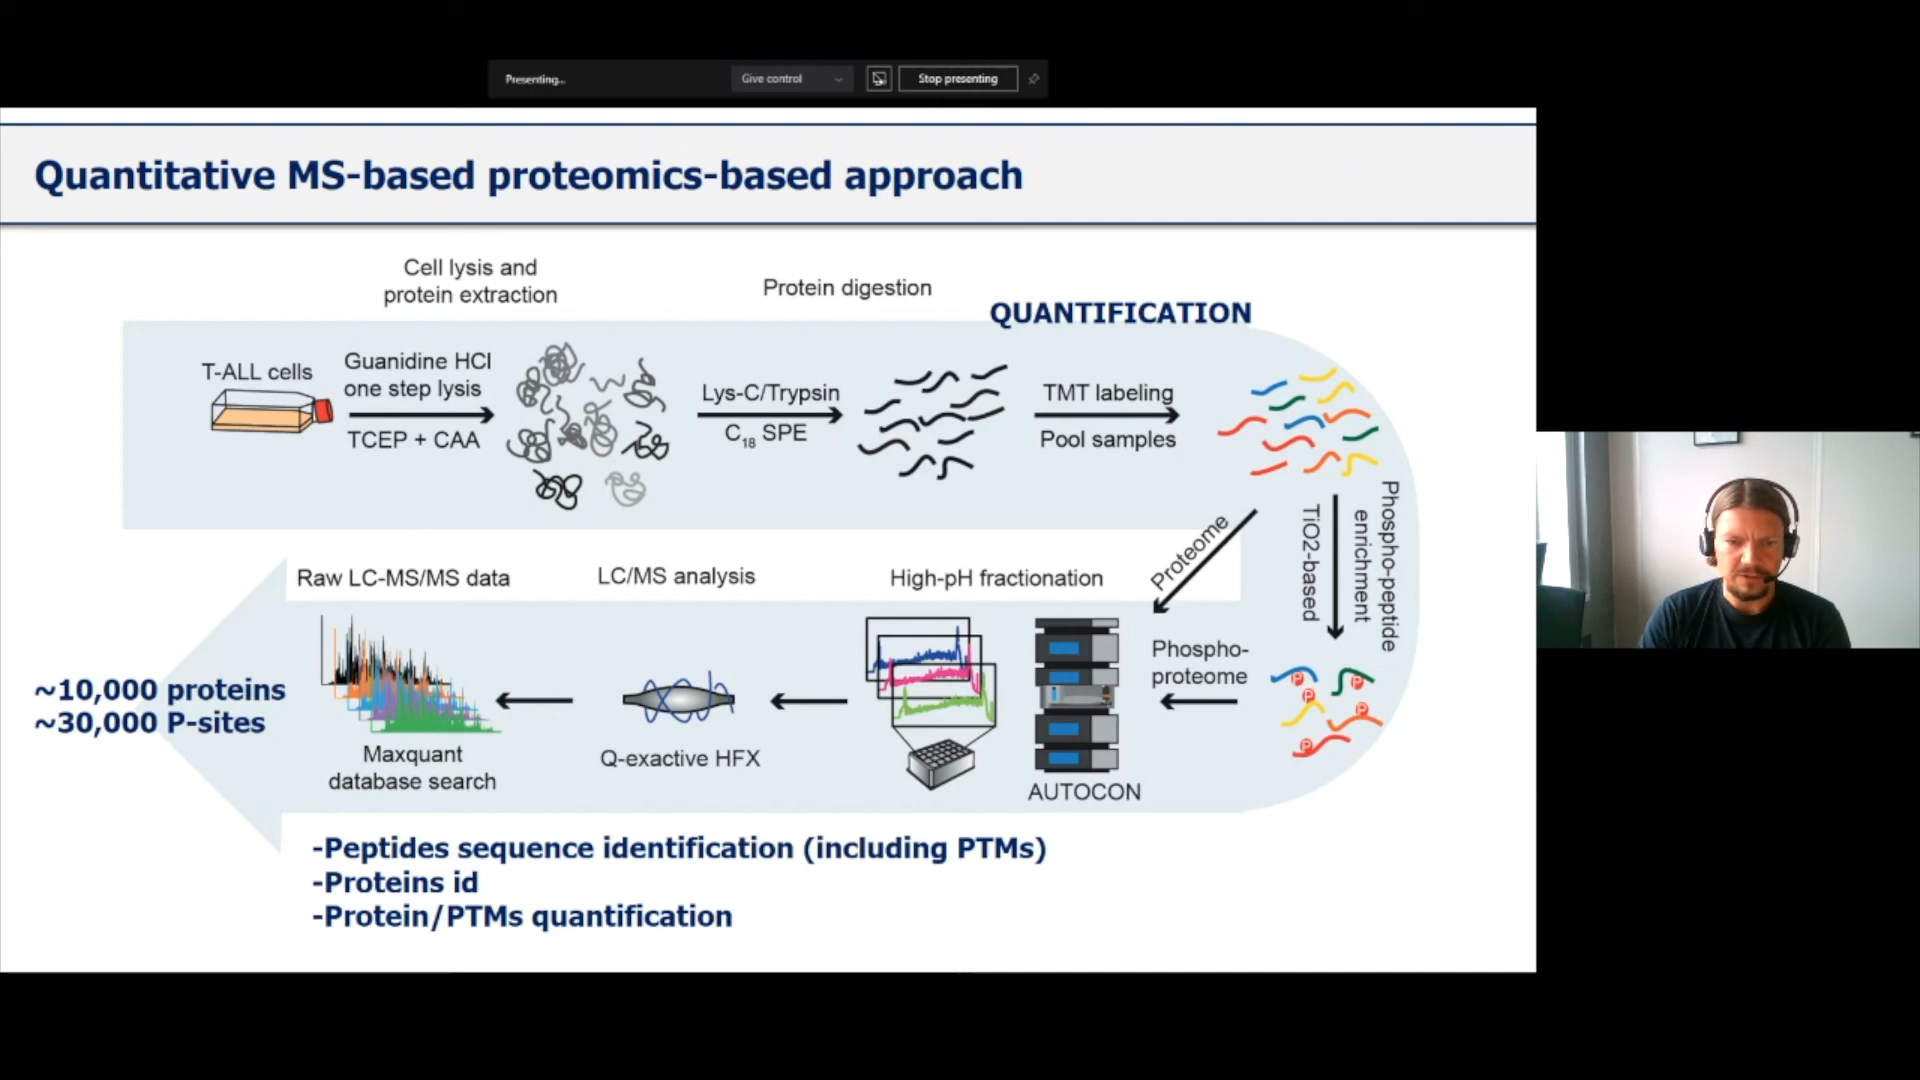 Presenting...
Give control
Stop presenting
Quantitative MS-based proteomics-based approach
Cell lysis and
protein extraction
Protein digestion
QUANTIFICATION
T-ALL cells
Guanidine HCl
one step lysis
TCEP + CAA
Lys-C/Trypsin
C18 SPE
TMT labeling
Pool samples
Phospho-peptide
enrichment
TiO2-based
Proteome
Phospho-
proteome
P
P
P
P
P
High-pH fractionation
AUTOCON
LC/MS analysis
Q-exactive HFX
Raw LC-MS/MS data
Maxquant
database search
~10,000 proteins
~30,000 P-sites
-Peptides sequence identification (including PTMs)
-Proteins id
-Protein/PTMs quantification